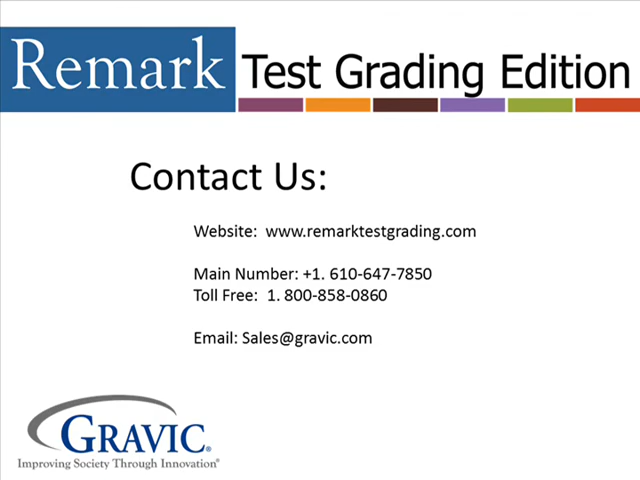 Remark Test Grading Edition
Contact Us:
Website: www.remarktestgrading.com
Main Number: +1. 610-647-7850
Toll Free: 1. 800-858-0860
Email: Sales@gravic.com
GRAVIC®
Improving Society Through Innovation®